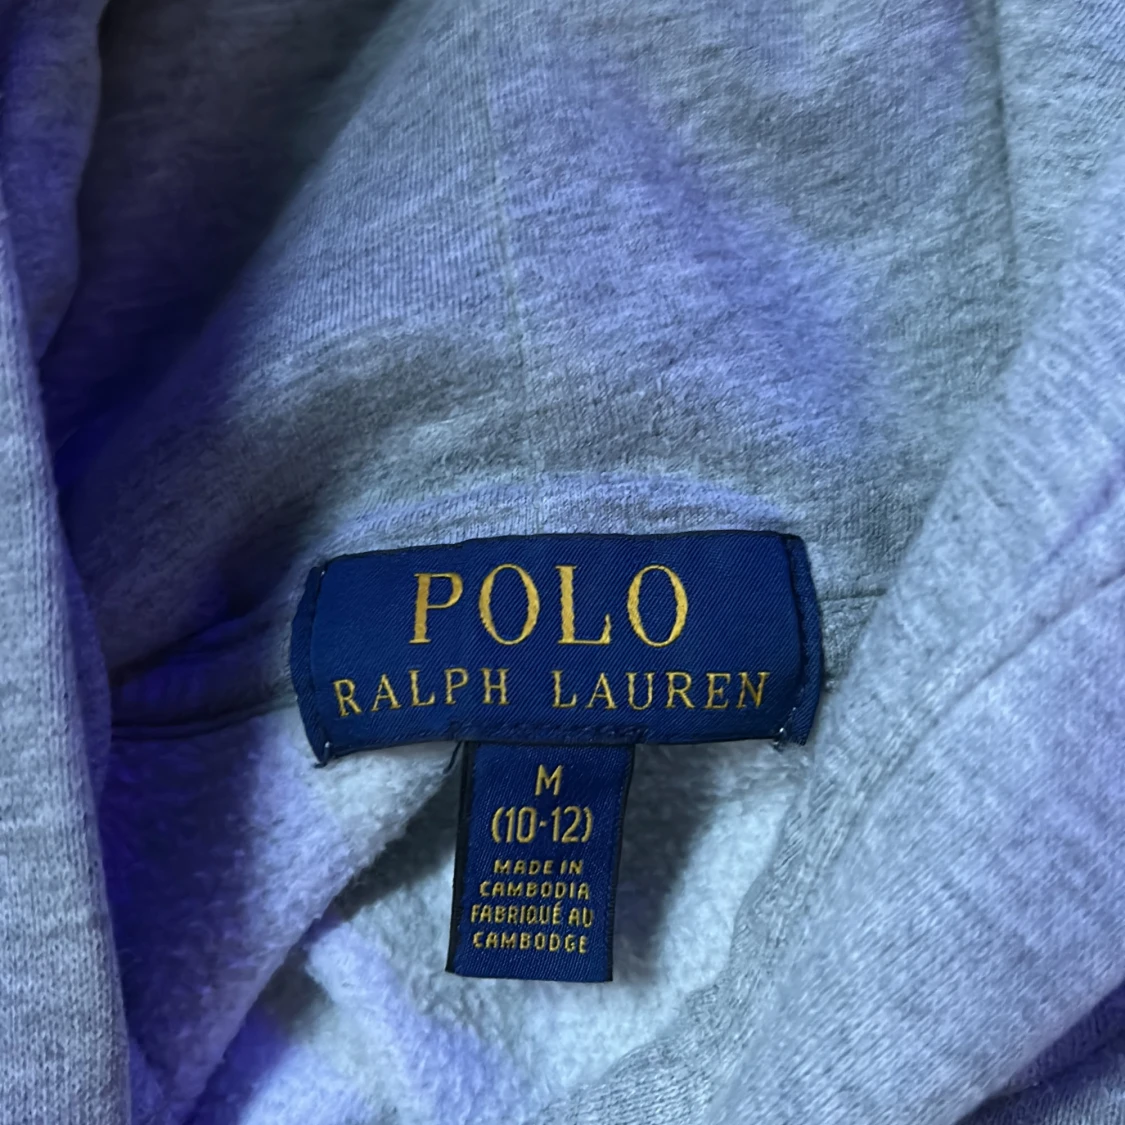 POLO
RALPH LAUREN
M
(10-12)
MADE IN
CAMBODIA
FABRIQUÉ AU
CAMBODGE